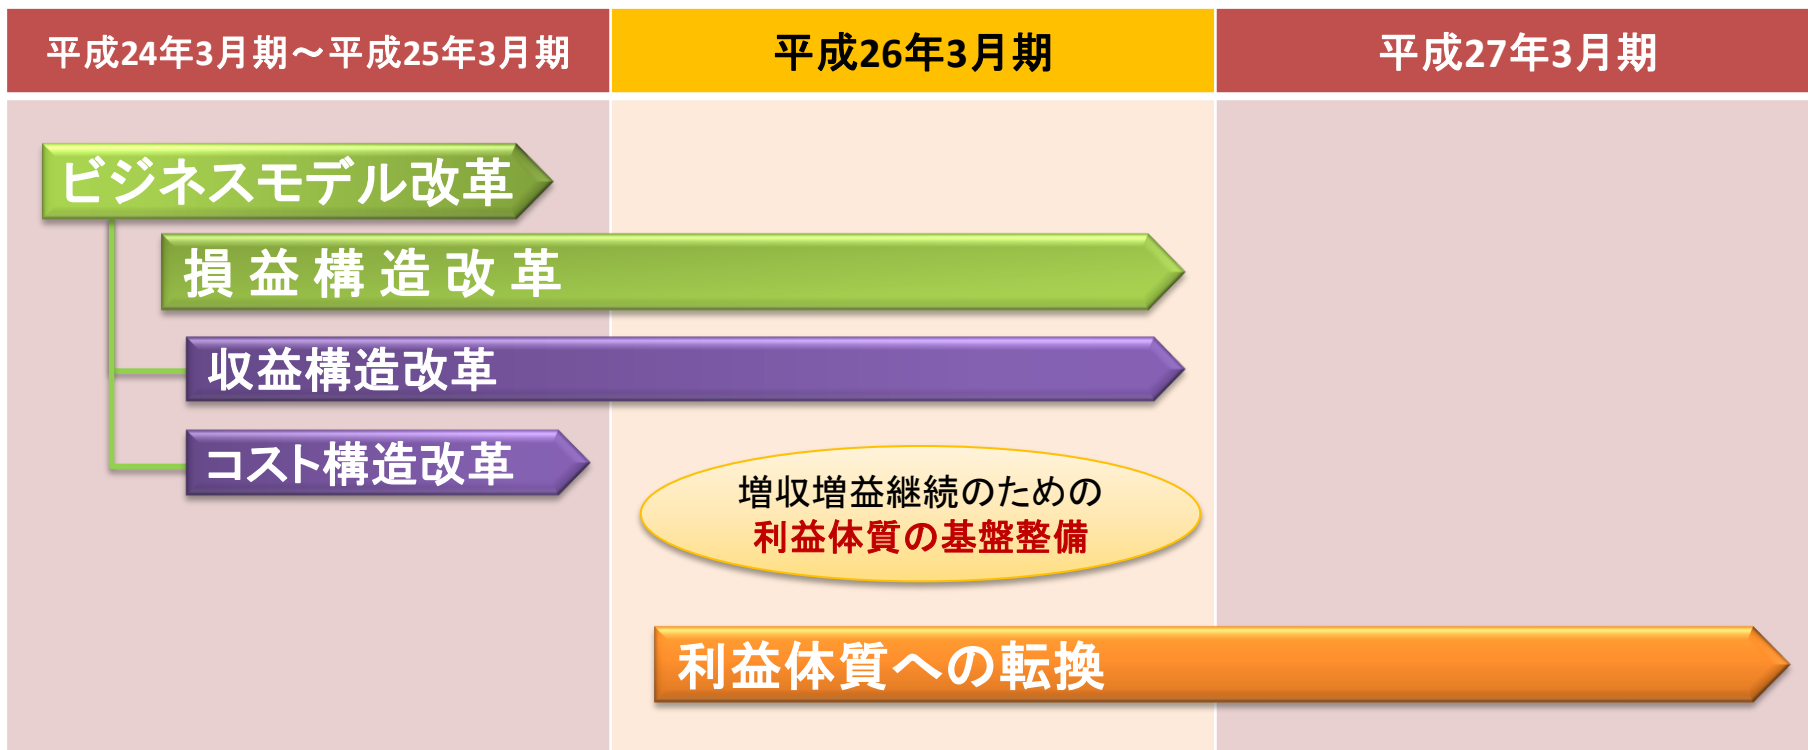 平成24年3月期～平成25年3月期
平成26年3月期
平成27年3月期
ビジネスモデル改革
損益構造改革
収益構造改革
コスト構造改革
増収増益継続のための
利益体質の基盤整備
利益体質への転換